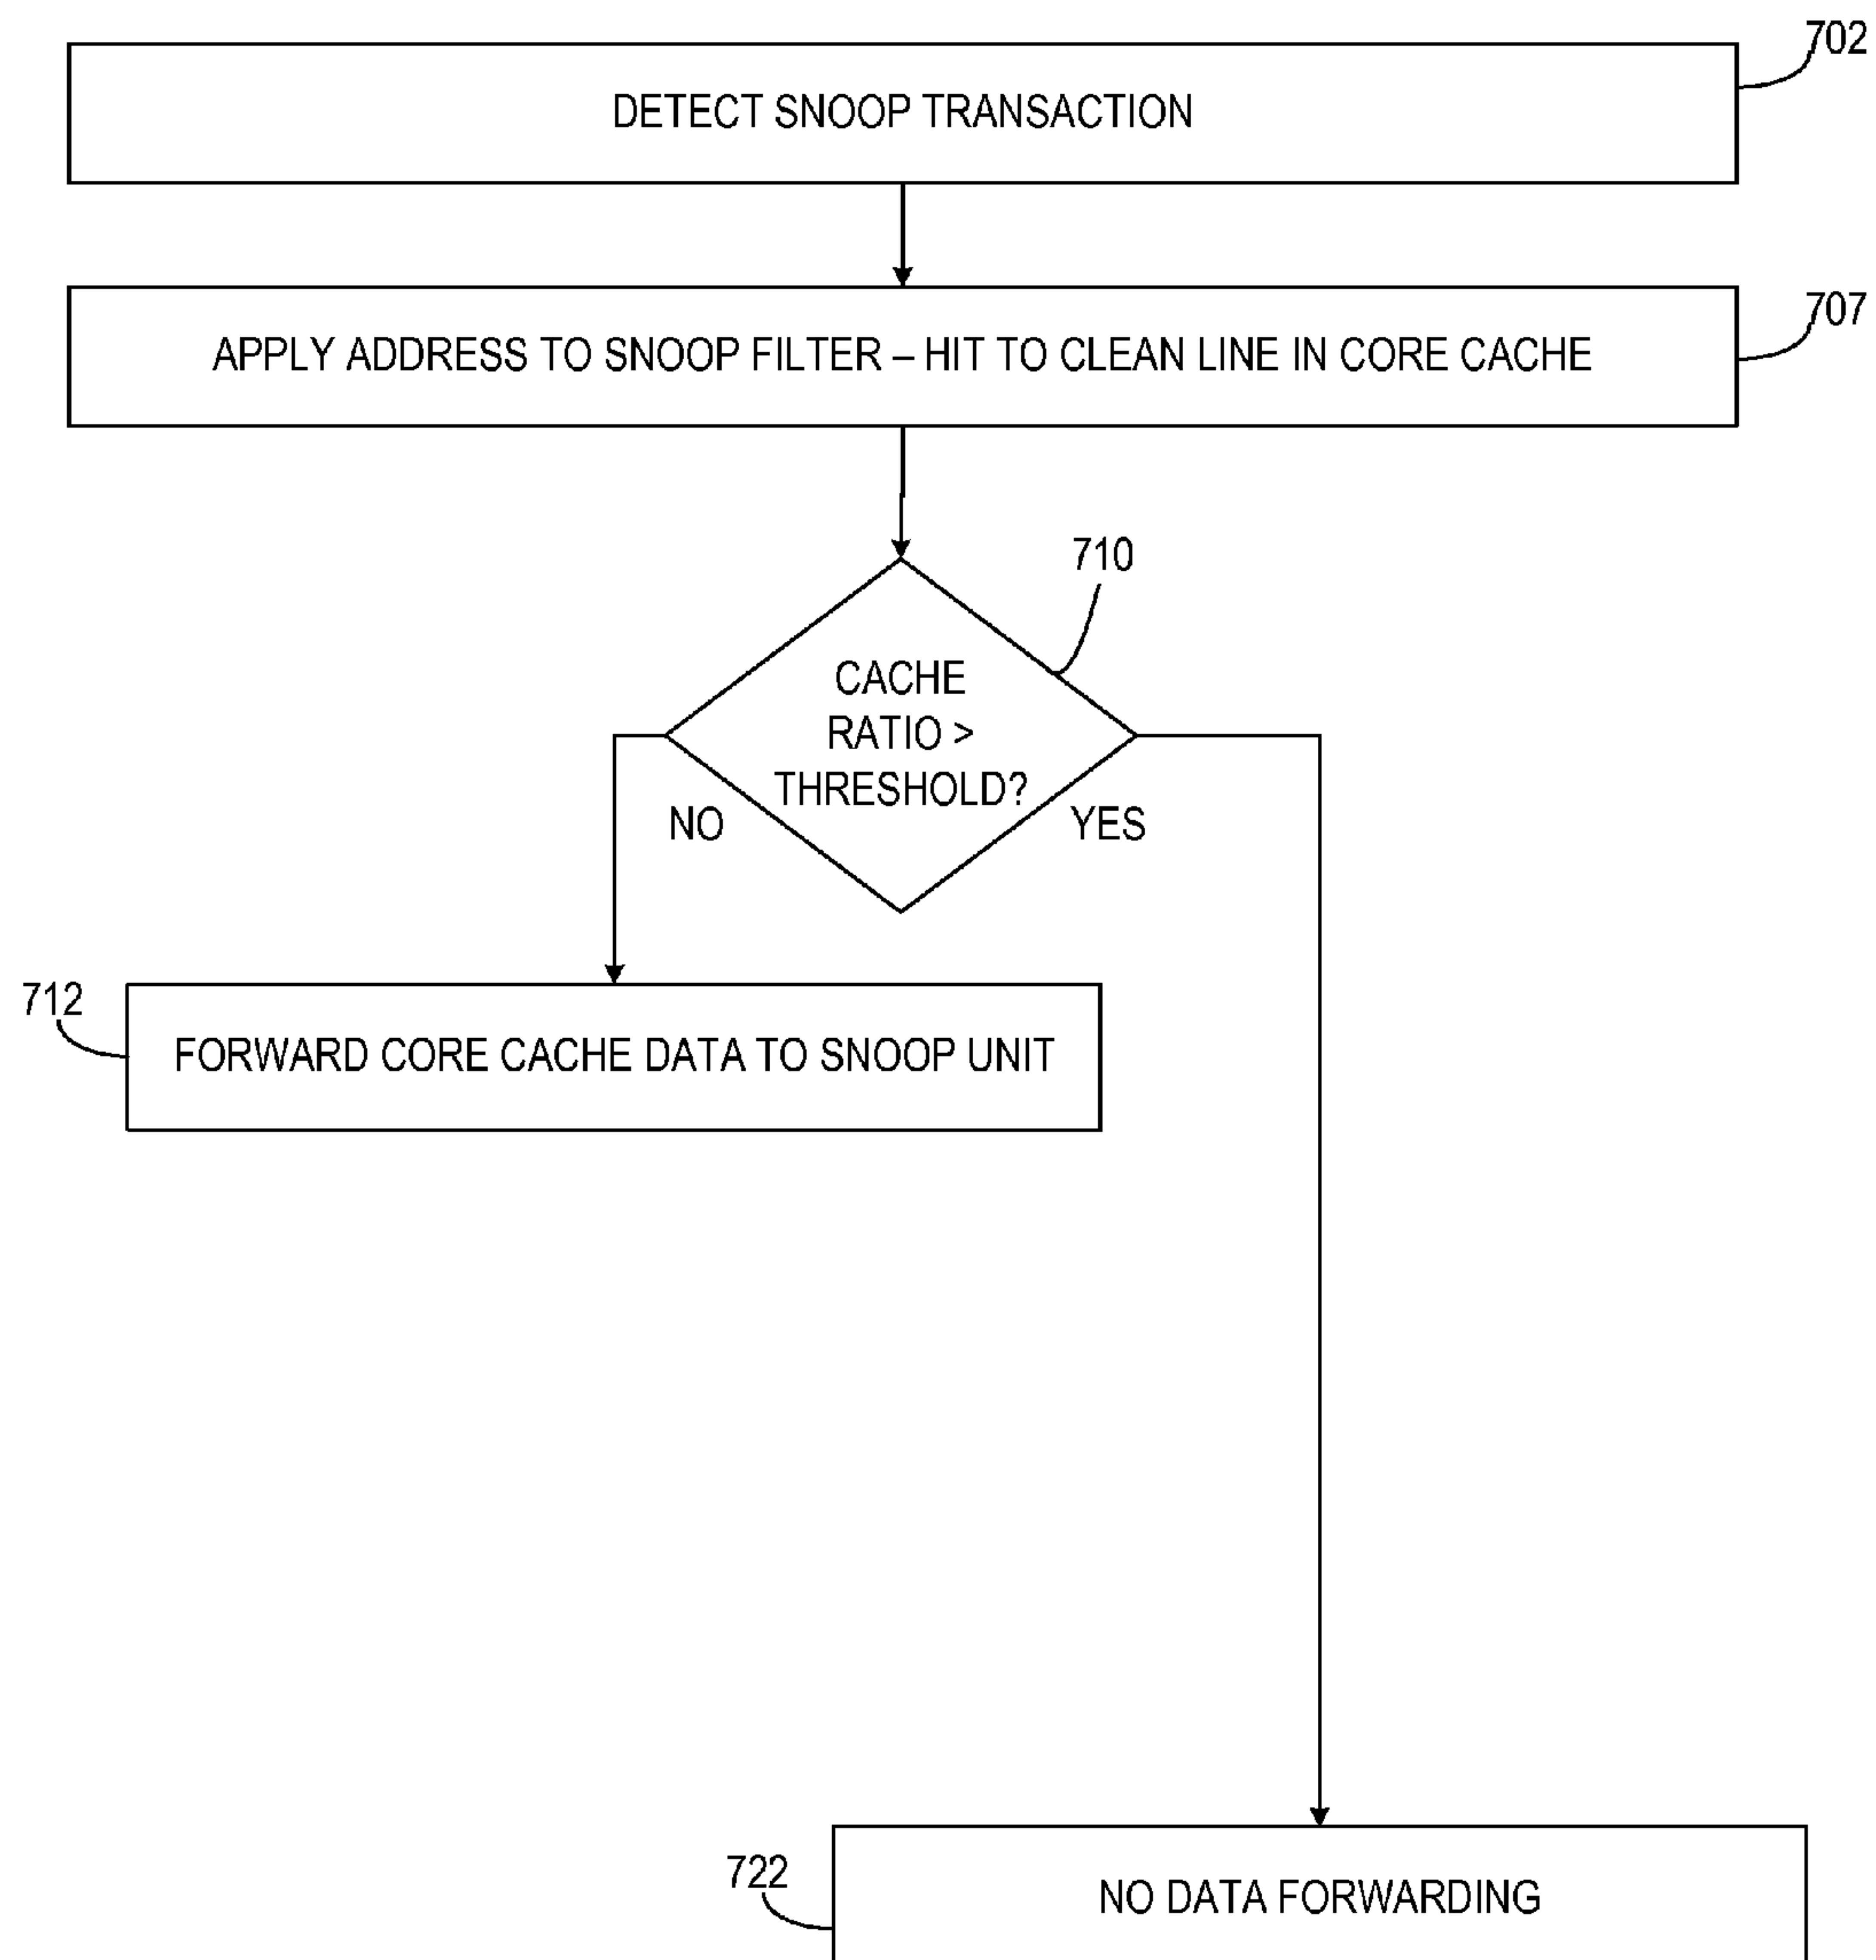 702
DETECT SNOOP TRANSACTION
707
APPLY ADDRESS TO SNOOP FILTER – HIT TO CLEAN LINE IN CORE CACHE
710
CACHE
RATIO >
THRESHOLD?
NO
YES
712
FORWARD CORE CACHE DATA TO SNOOP UNIT
722
NO DATA FORWARDING